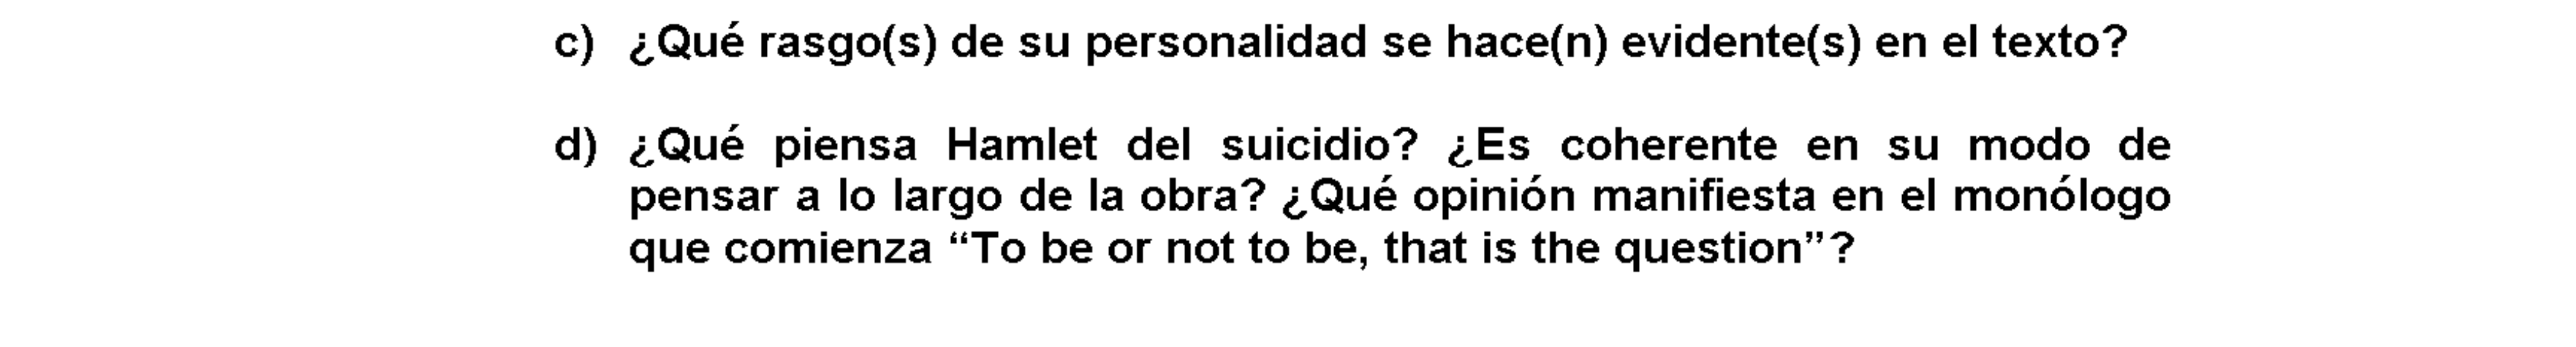 c) ¿Qué rasgo(s) de su personalidad se hace(n) evidente(s) en el texto?
d) ¿Qué piensa Hamlet del suicidio? ¿Es coherente en su modo de
pensar a lo largo de la obra? ¿Qué opinión manifiesta en el monólogo
que comienza “To be or not to be, that is the question”?